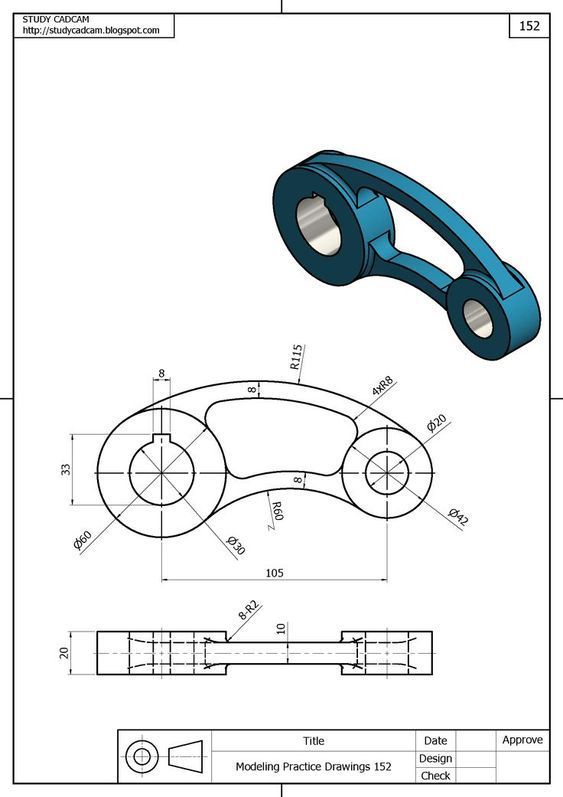 STUDY CADCAM
http://studycadcam.blogspot.com
152
8
R115
8
4xR8
Ø20
33
8
R60
Ø60
Ø30
Ø42
105
8-R2
10
20
Title
Date
Approve
Modeling Practice Drawings 152
Design
Check